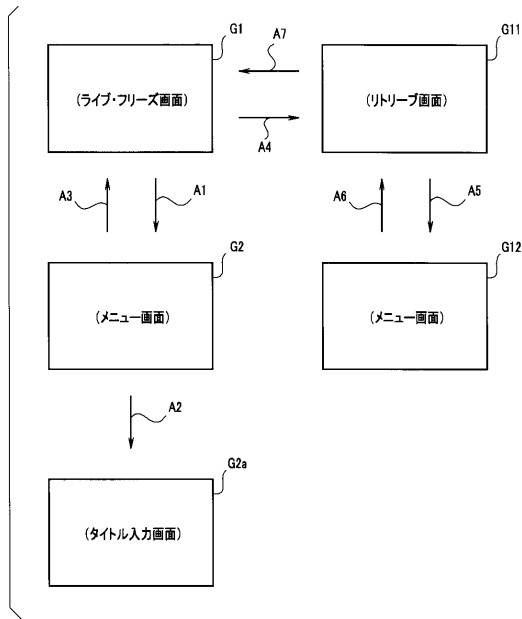 G1
G11
A7
(ライブ・フリーズ画面)
(リトリーブ画面)
A4
A3
A1
A6
A5
G2
G12
(メニュー画面)
(メニュー画面)
A2
G2a
(タイトル入力画面)